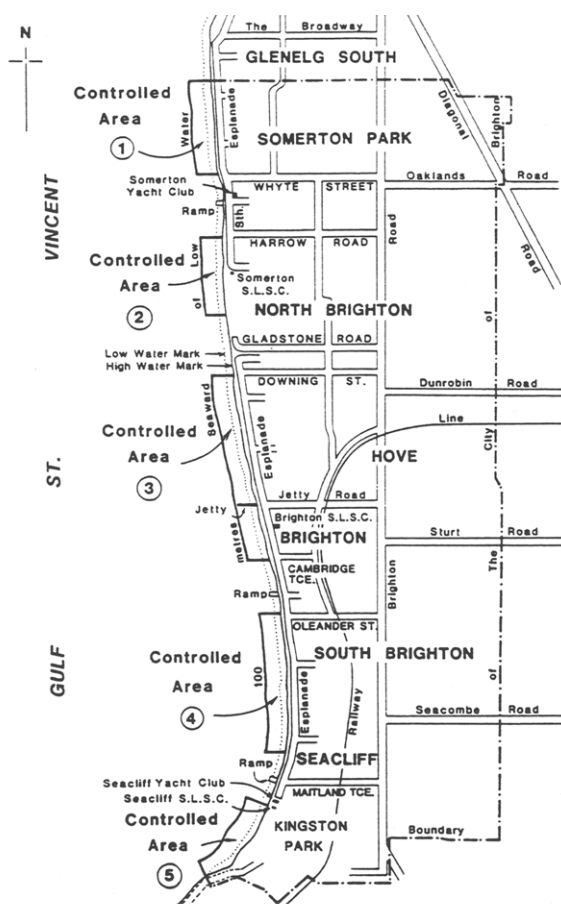 The Broadway
N
GLENELG SOUTH
Controlled
Area
1
Water
Esplanade
Diagonal
Road
Brighton
SOMERTON PARK
Somerton
Yacht Club
WHYTE STREET
Oaklands Road
Ramp
Sth.
VINCENT
HARROW ROAD
Road
Controlled
Area
2
Low
of
Somerton
S.L.S.C.
NORTH BRIGHTON
of
GLADSTONE ROAD
Low Water Mark
High Water Mark
DOWNING ST.
Dunrobin Road
Seaward
Line
City
Controlled
Area
3
Esplanade
HOVE
ST.
Jetty Road
Jetty
metres
Brighton S.L.S.C.
BRIGHTON
Sturt Road
The
CAMBRIDGE
TCE.
Brighton
Ramp
OLEANDER ST.
GULF
Controlled
Area
4
100
SOUTH BRIGHTON
of
Esplanade
Railway
Seacombe Road
SEACLIFF
Ramp
Seacliff Yacht Club
Seacliff S.L.S.C.
MAITLAND TCE.
Controlled
Area
5
KINGSTON
PARK
Boundary